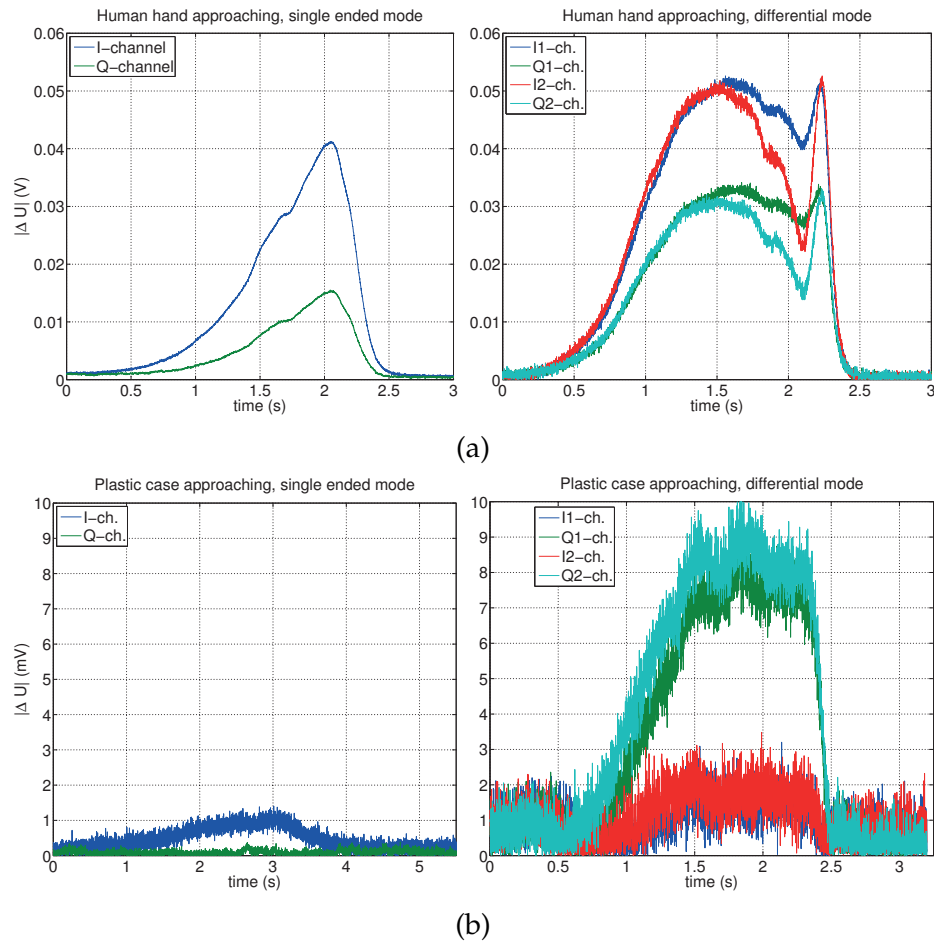 Human hand approaching, single ended mode
0.06
0.05
0.04
0.03
0.02
0.01
0
|Δ U| (V)
I−channel
Q−channel
0 0.5 1 1.5 2 2.5 3
time (s)
Human hand approaching, differential mode
0.06
0.05
0.04
0.03
0.02
0.01
0
I1−ch.
Q1−ch.
I2−ch.
Q2−ch.
0 0.5 1 1.5 2 2.5 3
time (s)
(a)
Plastic case approaching, single ended mode
10
9
8
7
6
5
4
3
2
1
0
|Δ U| (mV)
I−ch.
Q−ch.
0 1 2 3 4 5
time (s)
Plastic case approaching, differential mode
10
9
8
7
6
5
4
3
2
1
0
I1−ch.
Q1−ch.
I2−ch.
Q2−ch.
0 0.5 1 1.5 2 2.5 3
time (s)
(b)